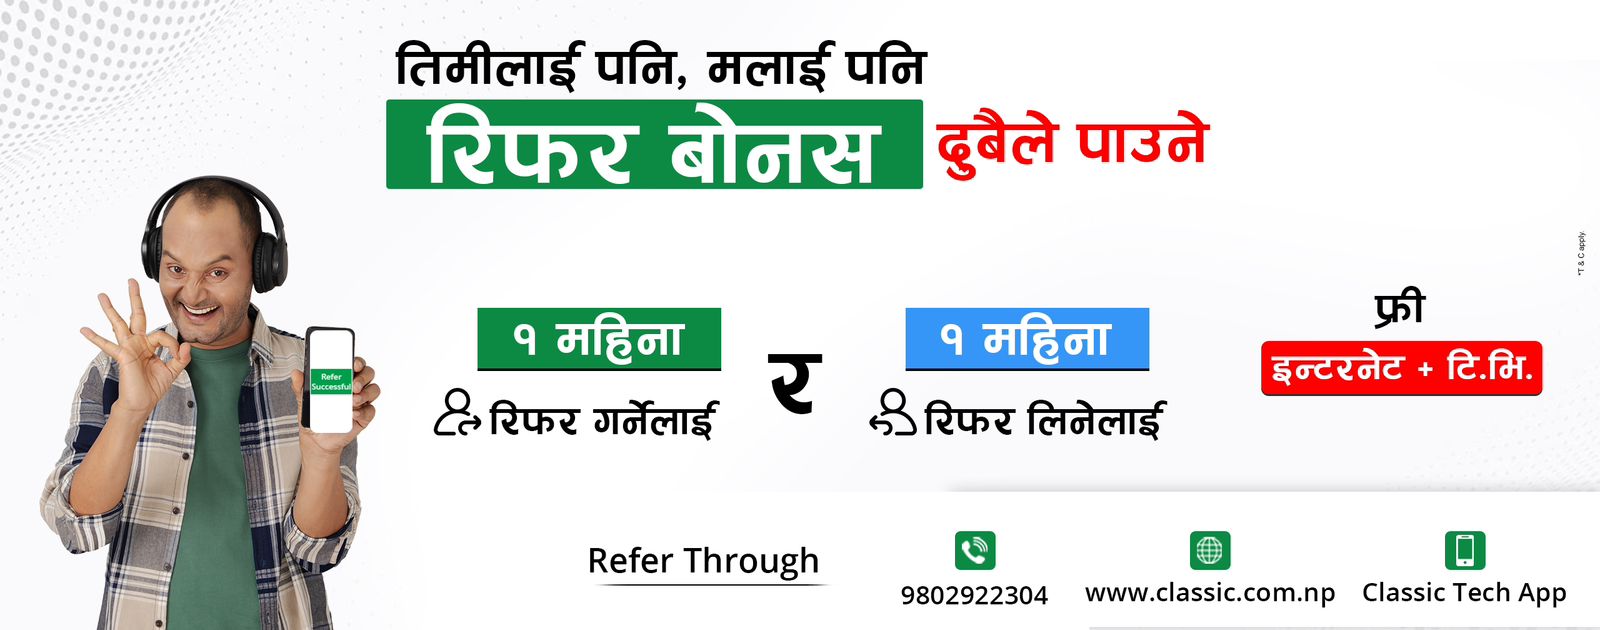 तिमीलाई पनि, मलाई पनि
रिफर बोनस दुबैले पाउने
*T & C apply.
१ महिना
रिफर गर्नेलाई
र
१ महिना
रिफर लिनेलाई
फ्री
इन्टरनेट + टि.भि.
Refer
Successful
Refer Through
9802922304
www.classic.com.np
Classic Tech App